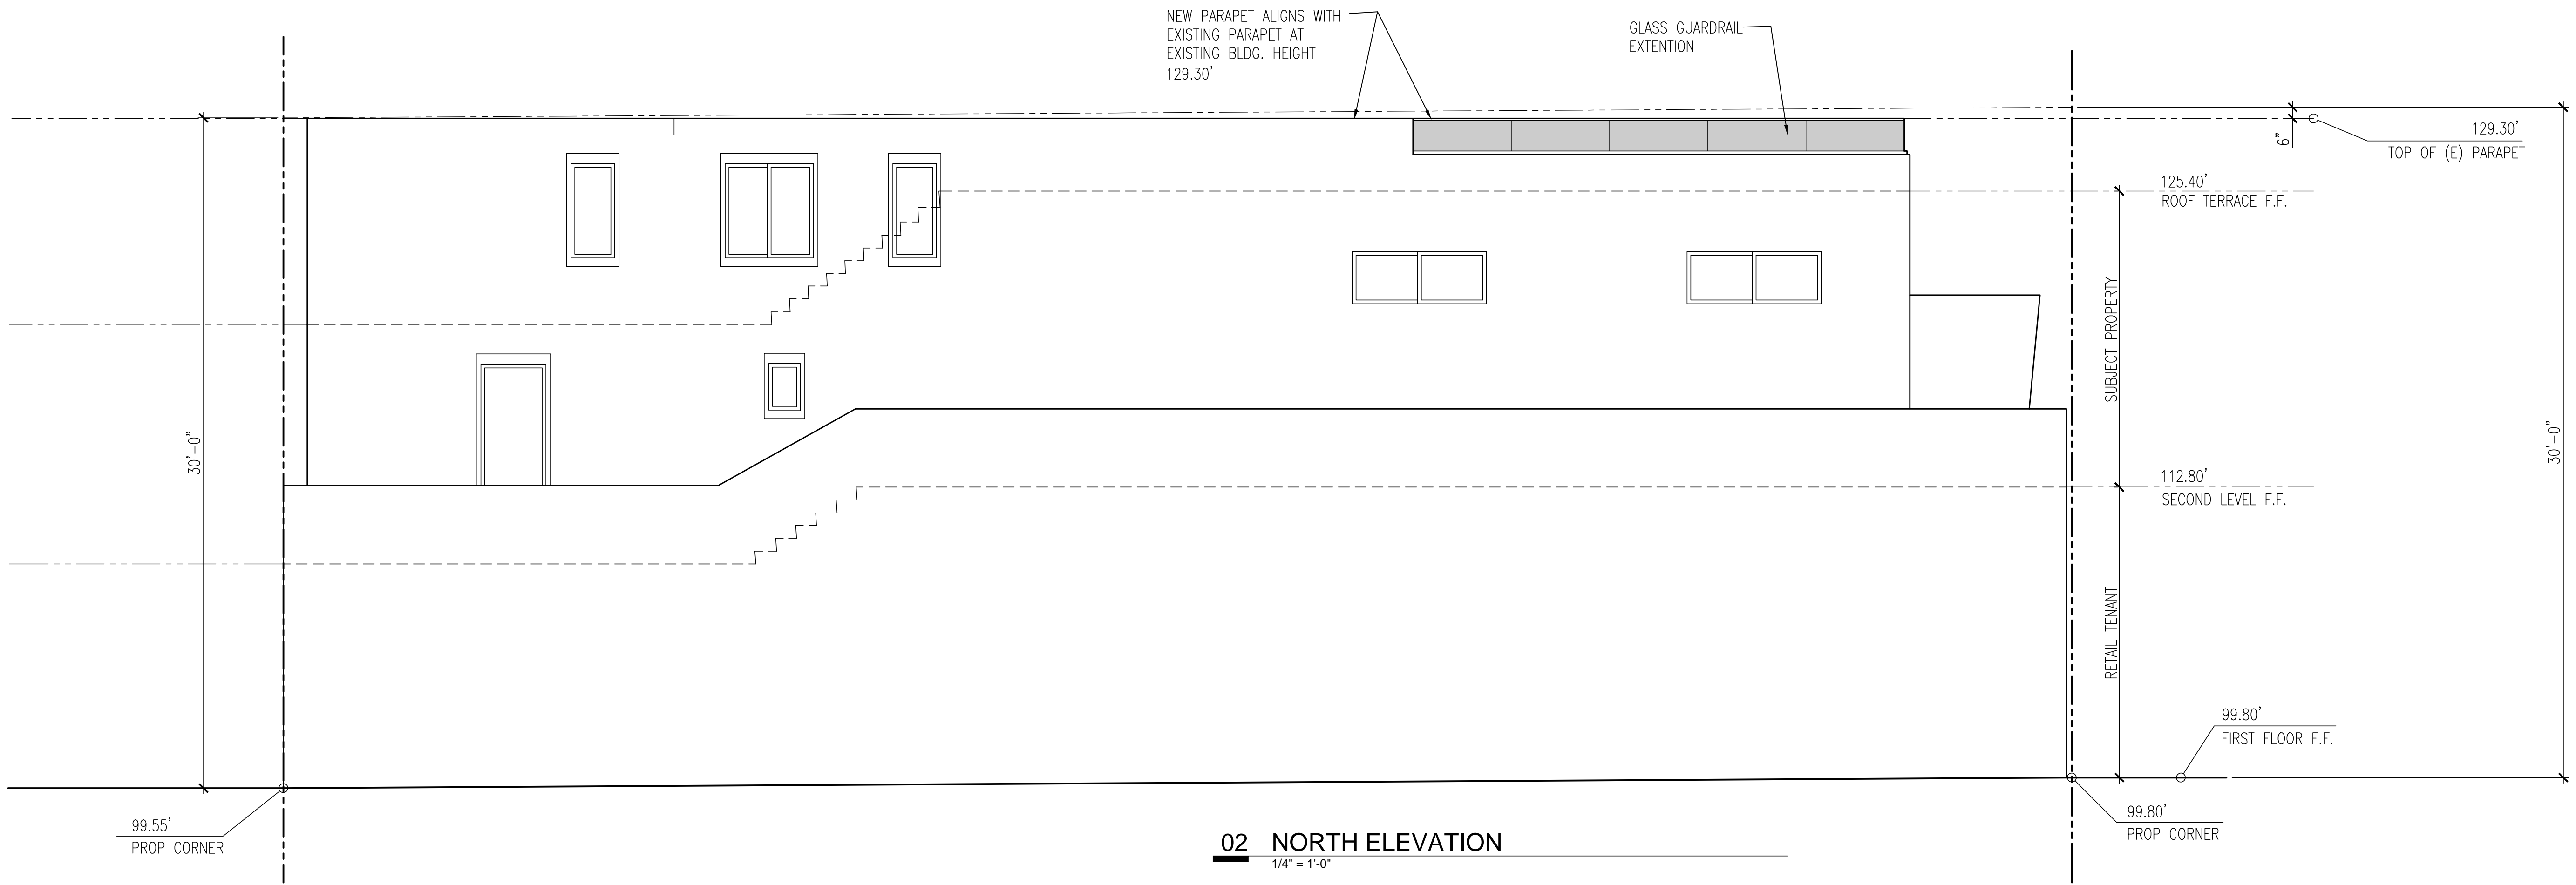 NEW PARAPET ALIGNS WITH
EXISTING PARAPET AT
EXISTING BLDG. HEIGHT
129.30'
GLASS GUARDRAIL
EXTENTION
6"
129.30'
TOP OF (E) PARAPET
125.40'
ROOF TERRACE F.F.
SUBJECT PROPERTY
30'-0"
30'-0"
112.80'
SECOND LEVEL F.F.
RETAIL TENANT
99.80'
FIRST FLOOR F.F.
99.55'
PROP CORNER
99.80'
PROP CORNER
02 NORTH ELEVATION
1/4" = 1'-0"